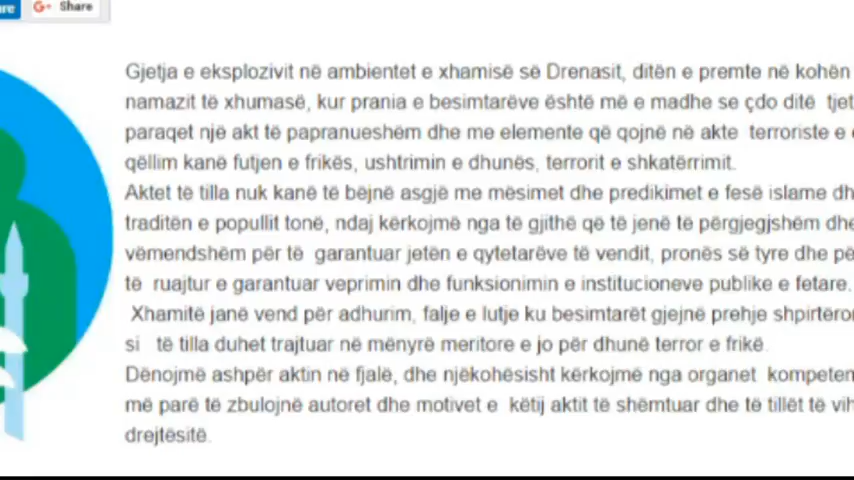 are G+ Share
Gjetja e eksplozivit në ambientet e xhamisë së Drenasit, ditën e premte në kohën
namazit të xhumasë, kur prania e besimtarëve është më e madhe se çdo ditë tjet
paraqet një akt të papranueshëm dhe me elemente që qojnë në akte terroriste e
qëllim kanë futjen e frikës, ushtrimin e dhunës, terrorit e shkatërrimit.
Aktet të tilla nuk kanë të bëjnë asgjë me mësimet dhe predikimet e fesë islame dh
traditën e popullit tonë, ndaj kërkojmë nga të gjithë që të jenë të përgjegjshëm dhe
vëmendshëm për të garantuar jetën e qytetarëve të vendit, pronës së tyre dhe pë
të ruajtur e garantuar veprimin dhe funksionimin e institucioneve publike e fetare.
Xhamitë janë vend për adhurim, falje e lutje ku besimtarët gjejnë prehje shpirtëror
si të tilla duhet trajtuar në mënyrë meritore e jo për dhunë terror e frikë.
Dënojmë ashpër aktin në fjalë, dhe njëkohësisht kërkojmë nga organet kompeten
më parë të zbulojnë autoret dhe motivet e këtij aktit të shëmtuar dhe të tillët të vih
drejtësitë.